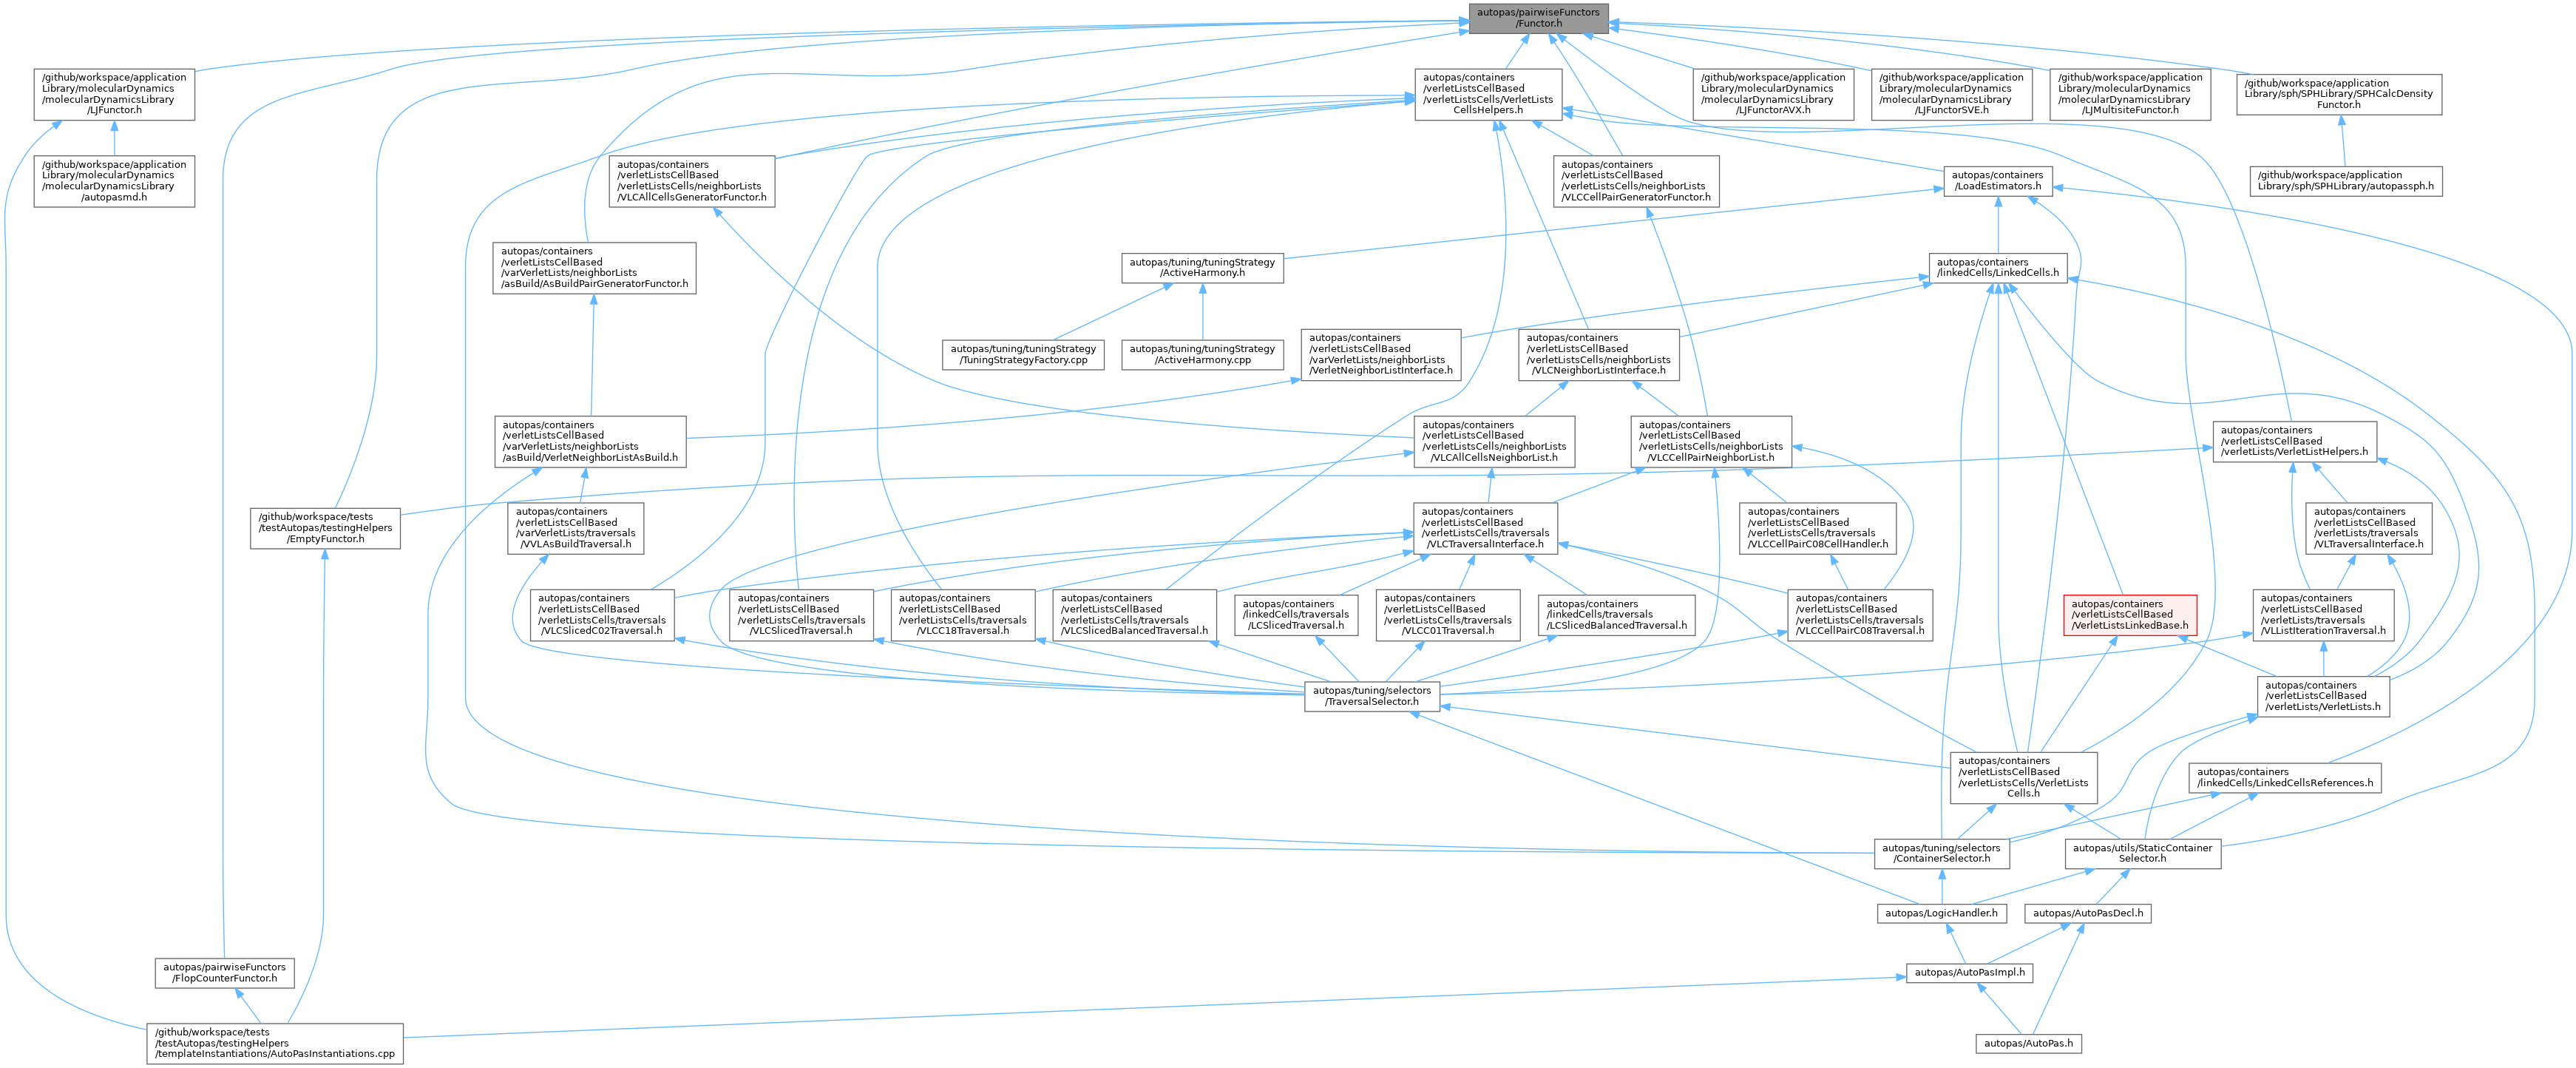 autopas/pairwiseFunctors
/Functor.h
/github/workspace/application
Library/molecularDynamics
/molecularDynamicsLibrary
/LJFunctor.h
autopas/containers
/verletListsCellBased
/verletListsCells/VerletLists
CellsHelpers.h
/github/workspace/application
Library/molecularDynamics
/molecularDynamicsLibrary
/LJFunctorAVX.h
/github/workspace/application
Library/molecularDynamics
/molecularDynamicsLibrary
/LJFunctorSVE.h
/github/workspace/application
Library/molecularDynamics
/molecularDynamicsLibrary
/LJMultisiteFunctor.h
/github/workspace/application
Library/sph/SPHLibrary/SPHCalcDensity
Functor.h
/github/workspace/application
Library/molecularDynamics
/molecularDynamicsLibrary
/autopasmd.h
autopas/containers
/verletListsCellBased
/verletListsCells/neighborLists
/VLCAllCellsGeneratorFunctor.h
autopas/containers
/verletListsCellBased
/verletListsCells/neighborLists
/VLCCellPairGeneratorFunctor.h
autopas/containers
/LoadEstimators.h
/github/workspace/application
Library/sph/SPHLibrary/autopassph.h
autopas/containers
/verletListsCellBased
/varVerletLists/neighborLists
/asBuild/AsBuildPairGeneratorFunctor.h
autopas/tuning/tuningStrategy
/ActiveHarmony.h
autopas/containers
/linkedCells/LinkedCells.h
autopas/tuning/tuningStrategy
/TuningStrategyFactory.cpp
autopas/tuning/tuningStrategy
/ActiveHarmony.cpp
autopas/containers
/verletListsCellBased
/varVerletLists/neighborLists
/VerletNeighborListInterface.h
autopas/containers
/verletListsCellBased
/verletListsCells/neighborLists
/VLCNeighborListInterface.h
autopas/containers
/verletListsCellBased
/varVerletLists/neighborLists
/asBuild/VerletNeighborListAsBuild.h
autopas/containers
/verletListsCellBased
/verletListsCells/neighborLists
/VLCAllCellsNeighborList.h
autopas/containers
/verletListsCellBased
/verletListsCells/neighborLists
/VLCCellPairNeighborList.h
autopas/containers
/verletListsCellBased
/verletLists/VerletListHelpers.h
/github/workspace/tests
/testAutopas/testingHelpers
/EmptyFunctor.h
autopas/containers
/verletListsCellBased
/varVerletLists/traversals
/VVLAsBuildTraversal.h
autopas/containers
/verletListsCellBased
/verletListsCells/traversals
/VLCTraversalInterface.h
autopas/containers
/verletListsCellBased
/verletListsCells/traversals
/VLCCellPairC08CellHandler.h
autopas/containers
/verletListsCellBased
/verletLists/traversals
/VLTraversalInterface.h
autopas/containers
/verletListsCellBased
/verletListsCells/traversals
/VLCSlicedC02Traversal.h
autopas/containers
/verletListsCellBased
/verletListsCells/traversals
/VLCSlicedTraversal.h
autopas/containers
/verletListsCellBased
/verletListsCells/traversals
/VLCC18Traversal.h
autopas/containers
/verletListsCellBased
/verletListsCells/traversals
/VLCSlicedBalancedTraversal.h
autopas/containers
/linkedCells/traversals
/LCSlicedTraversal.h
autopas/containers
/verletListsCellBased
/verletListsCells/traversals
/VLCC01Traversal.h
autopas/containers
/linkedCells/traversals
/LCSlicedBalancedTraversal.h
autopas/containers
/verletListsCellBased
/verletListsCells/traversals
/VLCCellPairC08Traversal.h
autopas/containers
/verletListsCellBased
/VerletListsLinkedBase.h
autopas/containers
/verletListsCellBased
/verletLists/traversals
/VLListIterationTraversal.h
autopas/tuning/selectors
/TraversalSelector.h
autopas/containers
/verletListsCellBased
/verletLists/VerletLists.h
autopas/containers
/verletListsCellBased
/verletListsCells/VerletLists
Cells.h
autopas/containers
/linkedCells/LinkedCellsReferences.h
autopas/tuning/selectors
/ContainerSelector.h
autopas/utils/StaticContainer
Selector.h
autopas/LogicHandler.h
autopas/AutoPasDecl.h
autopas/pairwiseFunctors
/FlopCounterFunctor.h
autopas/AutoPasImpl.h
/github/workspace/tests
/testAutopas/testingHelpers
/templateInstantiations/AutoPasInstantiations.cpp
autopas/AutoPas.h